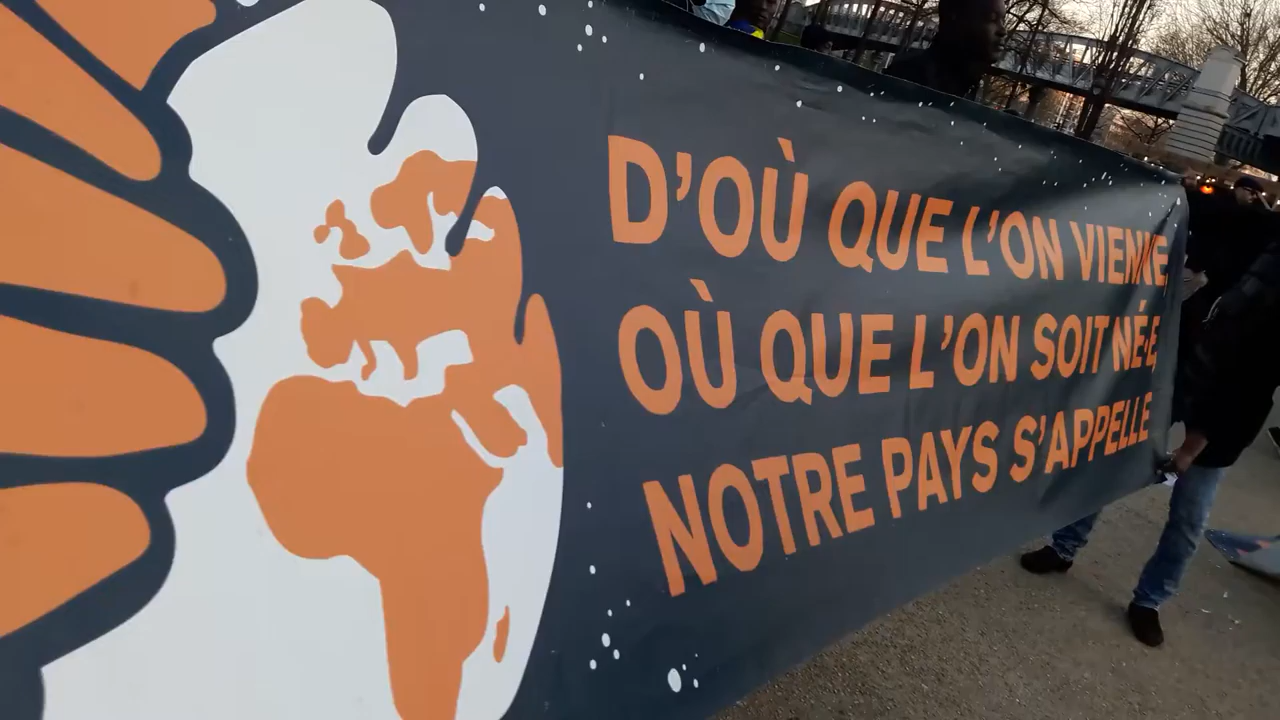 D'OÙ QUE L'ON VIENNE,
OÙ QUE L'ON SOIT NÉ·E,
NOTRE PAYS S'APPELLE